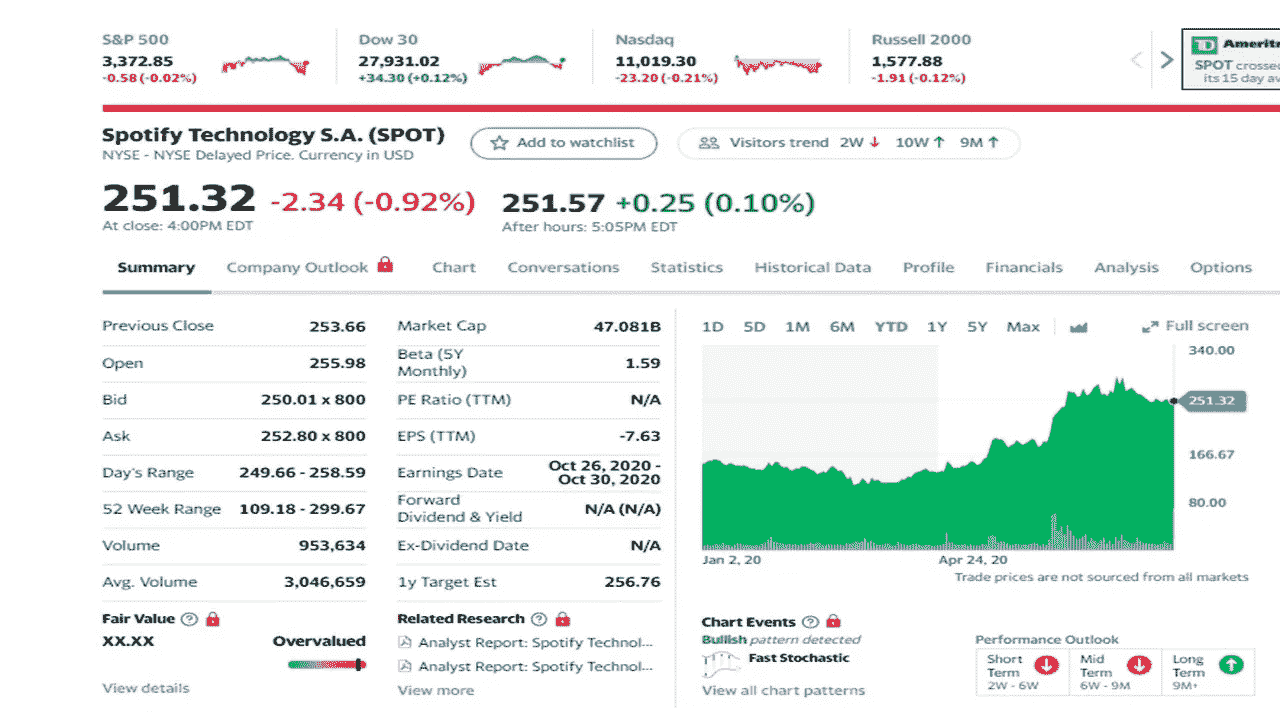 S&P 500
3,372.85
-0.58 (-0.02%)
Dow 30
27,931.02
+34.30 (+0.12%)
Nasdaq
11,019.30
-23.20 (-0.21%)
Russell 2000
1,577.88
-1.91 (-0.12%)
TD Ameritr
SPOT crossed
its 15 day av
Spotify Technology S.A. (SPOT)
NYSE - NYSE Delayed Price. Currency in USD
Add to watchlist
Visitors trend 2W 10W 9M
251.32 -2.34 (-0.92%)
At close: 4:00PM EDT
251.57 +0.25 (0.10%)
After hours: 5:05PM EDT
Summary Company Outlook Chart Conversations Statistics Historical Data Profile Financials Analysis Options
Previous Close 253.66
Open 255.98
Bid 250.01 x 800
Ask 252.80 x 800
Day's Range 249.66 - 258.59
52 Week Range 109.18 - 299.67
Volume 953,634
Avg. Volume 3,046,659
Market Cap 47.081B
Beta (5Y
Monthly) 1.59
PE Ratio (TTM) N/A
EPS (TTM) -7.63
Earnings Date Oct 26, 2020 -
Oct 30, 2020
Forward
Dividend & Yield N/A (N/A)
Ex-Dividend Date N/A
1y Target Est 256.76
1D 5D 1M 6M YTD 1Y 5Y Max Full screen
340.00
251.32
166.67
80.00
Jan 2, 20 Apr 24, 20
Trade prices are not sourced from all markets
Fair Value
XX.XX Overvalued
View details
Related Research
Analyst Report: Spotify Technol...
Analyst Report: Spotify Technol...
View more
Chart Events
Bullish pattern detected
Fast Stochastic
View all chart patterns
Performance Outlook
Short
Term
2W - 6W
Mid
Term
6W - 9M
Long
Term
9M+